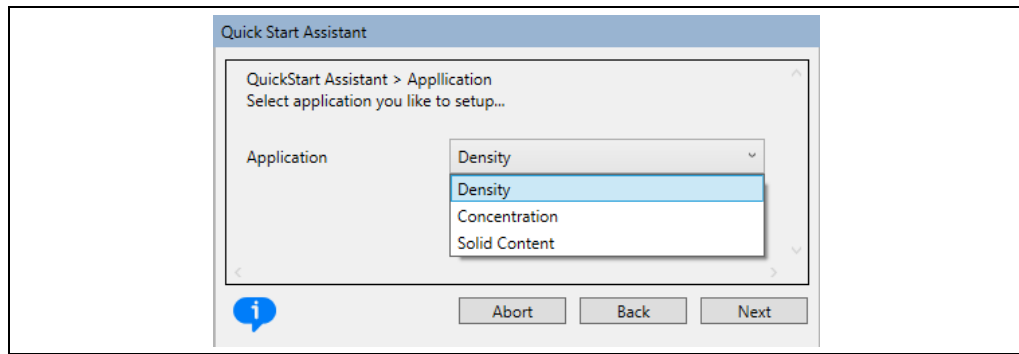 Quick Start Assistant
QuickStart Assistant > Appllication
Select application you like to setup...
Application Density
Density
Concentration
Solid Content
i
Abort Back Next